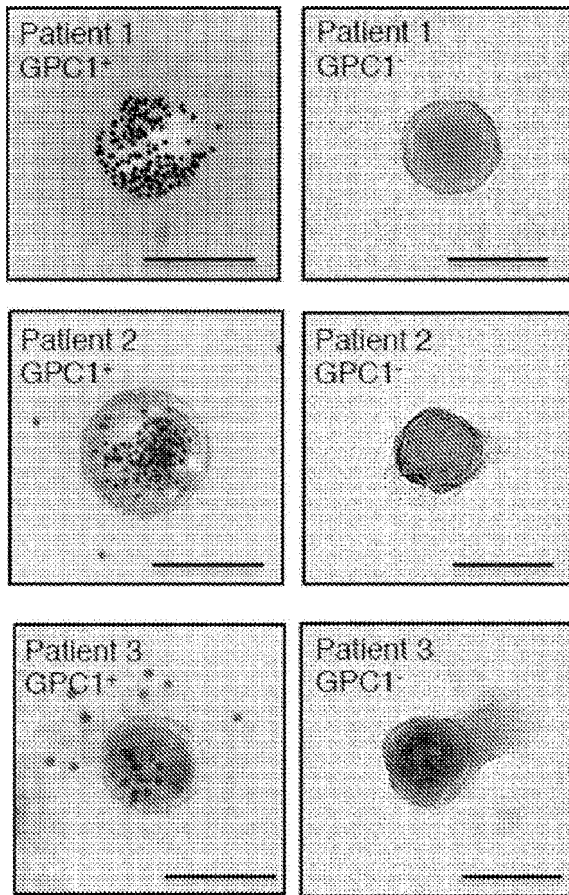 Patient 1
GPC1⁺
Patient 1
GPC1⁻
Patient 2
GPC1⁺
Patient 2
GPC1⁻
Patient 3
GPC1⁺
Patient 3
GPC1⁻